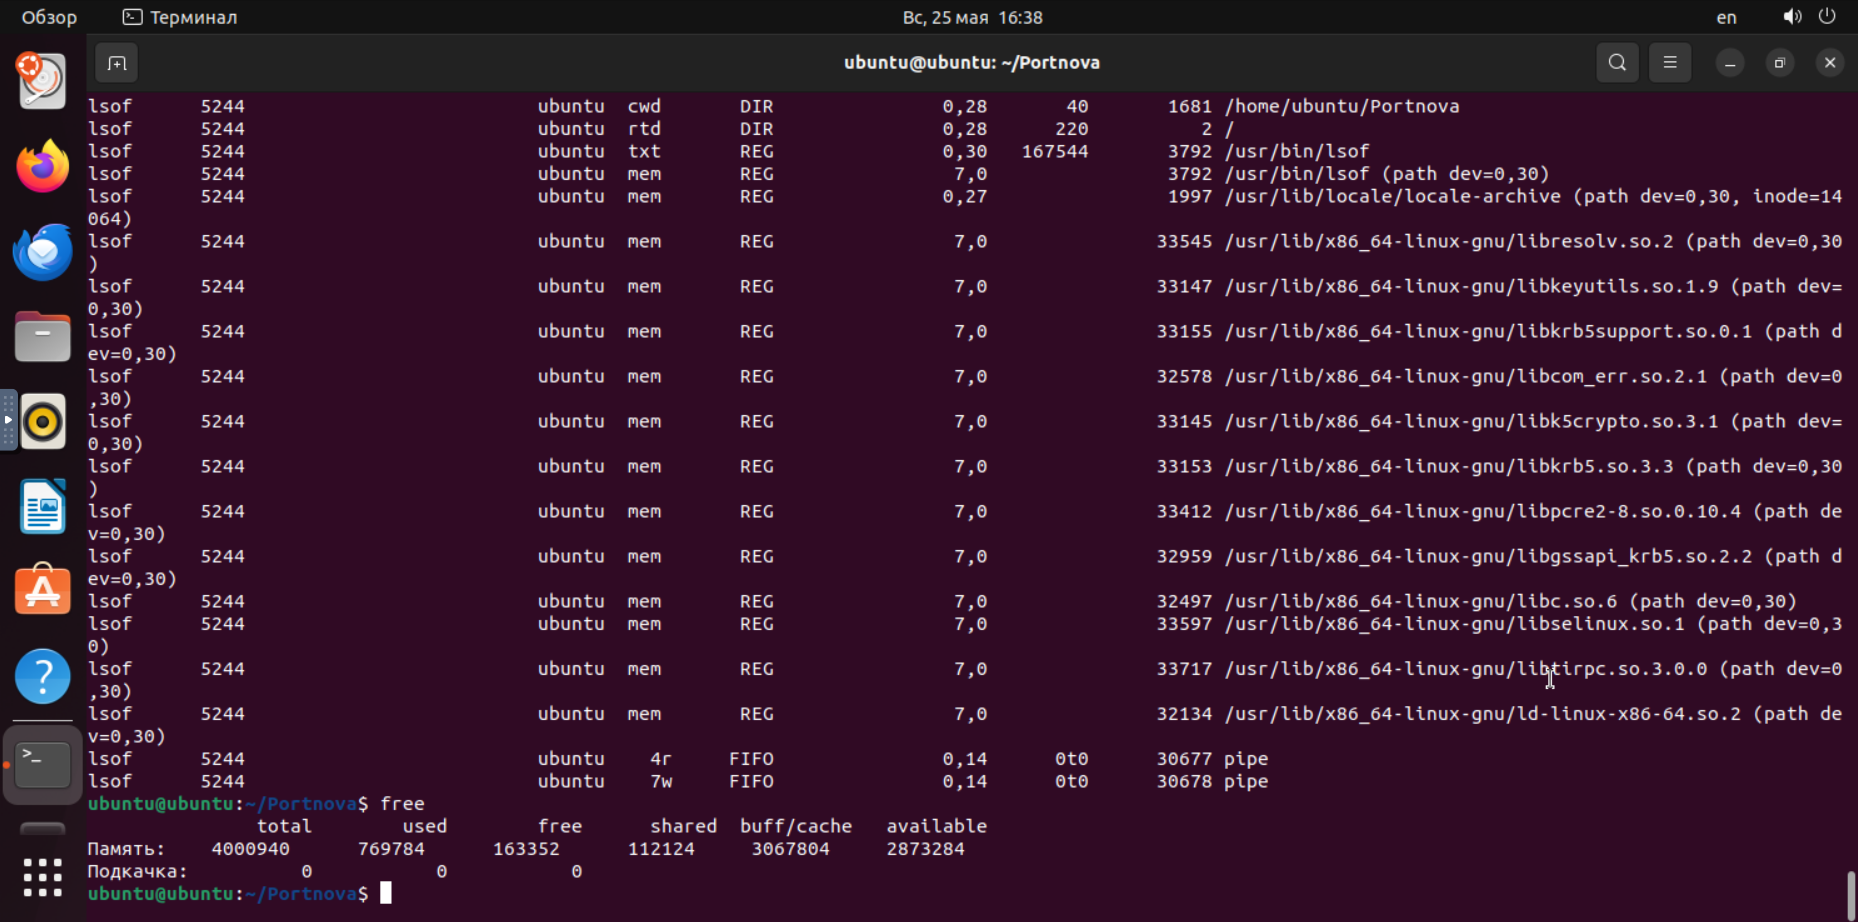 Обзор Терминал Вс, 25 мая 16:38 en
ubuntu@ubuntu: ~/Portnova
lsof 5244 ubuntu cwd DIR 0,28 40 1681 /home/ubuntu/Portnova
lsof 5244 ubuntu rtd DIR 0,28 220 2 /
lsof 5244 ubuntu txt REG 0,30 167544 3792 /usr/bin/lsof
lsof 5244 ubuntu mem REG 7,0 3792 /usr/bin/lsof (path dev=0,30)
lsof 5244 ubuntu mem REG 0,27 1997 /usr/lib/locale/locale-archive (path dev=0,30, inode=14
064)
lsof 5244 ubuntu mem REG 7,0 33545 /usr/lib/x86_64-linux-gnu/libresolv.so.2 (path dev=0,30
)
lsof 5244 ubuntu mem REG 7,0 33147 /usr/lib/x86_64-linux-gnu/libkeyutils.so.1.9 (path dev=
0,30)
lsof 5244 ubuntu mem REG 7,0 33155 /usr/lib/x86_64-linux-gnu/libkrb5support.so.0.1 (path d
ev=0,30)
lsof 5244 ubuntu mem REG 7,0 32578 /usr/lib/x86_64-linux-gnu/libcom_err.so.2.1 (path dev=0
,30)
lsof 5244 ubuntu mem REG 7,0 33145 /usr/lib/x86_64-linux-gnu/libk5crypto.so.3.1 (path dev=
0,30)
lsof 5244 ubuntu mem REG 7,0 33153 /usr/lib/x86_64-linux-gnu/libkrb5.so.3.3 (path dev=0,30
)
lsof 5244 ubuntu mem REG 7,0 33412 /usr/lib/x86_64-linux-gnu/libpcre2-8.so.0.10.4 (path de
v=0,30)
lsof 5244 ubuntu mem REG 7,0 32959 /usr/lib/x86_64-linux-gnu/libgssapi_krb5.so.2.2 (path d
ev=0,30)
lsof 5244 ubuntu mem REG 7,0 32497 /usr/lib/x86_64-linux-gnu/libc.so.6 (path dev=0,30)
lsof 5244 ubuntu mem REG 7,0 33597 /usr/lib/x86_64-linux-gnu/libselinux.so.1 (path dev=0,3
0)
lsof 5244 ubuntu mem REG 7,0 33717 /usr/lib/x86_64-linux-gnu/libtirpc.so.3.0.0 (path dev=0
,30)
lsof 5244 ubuntu mem REG 7,0 32134 /usr/lib/x86_64-linux-gnu/ld-linux-x86-64.so.2 (path de
v=0,30)
lsof 5244 ubuntu 4r FIFO 0,14 0t0 30677 pipe
lsof 5244 ubuntu 7w FIFO 0,14 0t0 30678 pipe
ubuntu@ubuntu:~/Portnova$ free
total used free shared buff/cache available
Память: 4000940 769784 163352 112124 3067804 2873284
Подкачка: 0 0 0
ubuntu@ubuntu:~/Portnova$